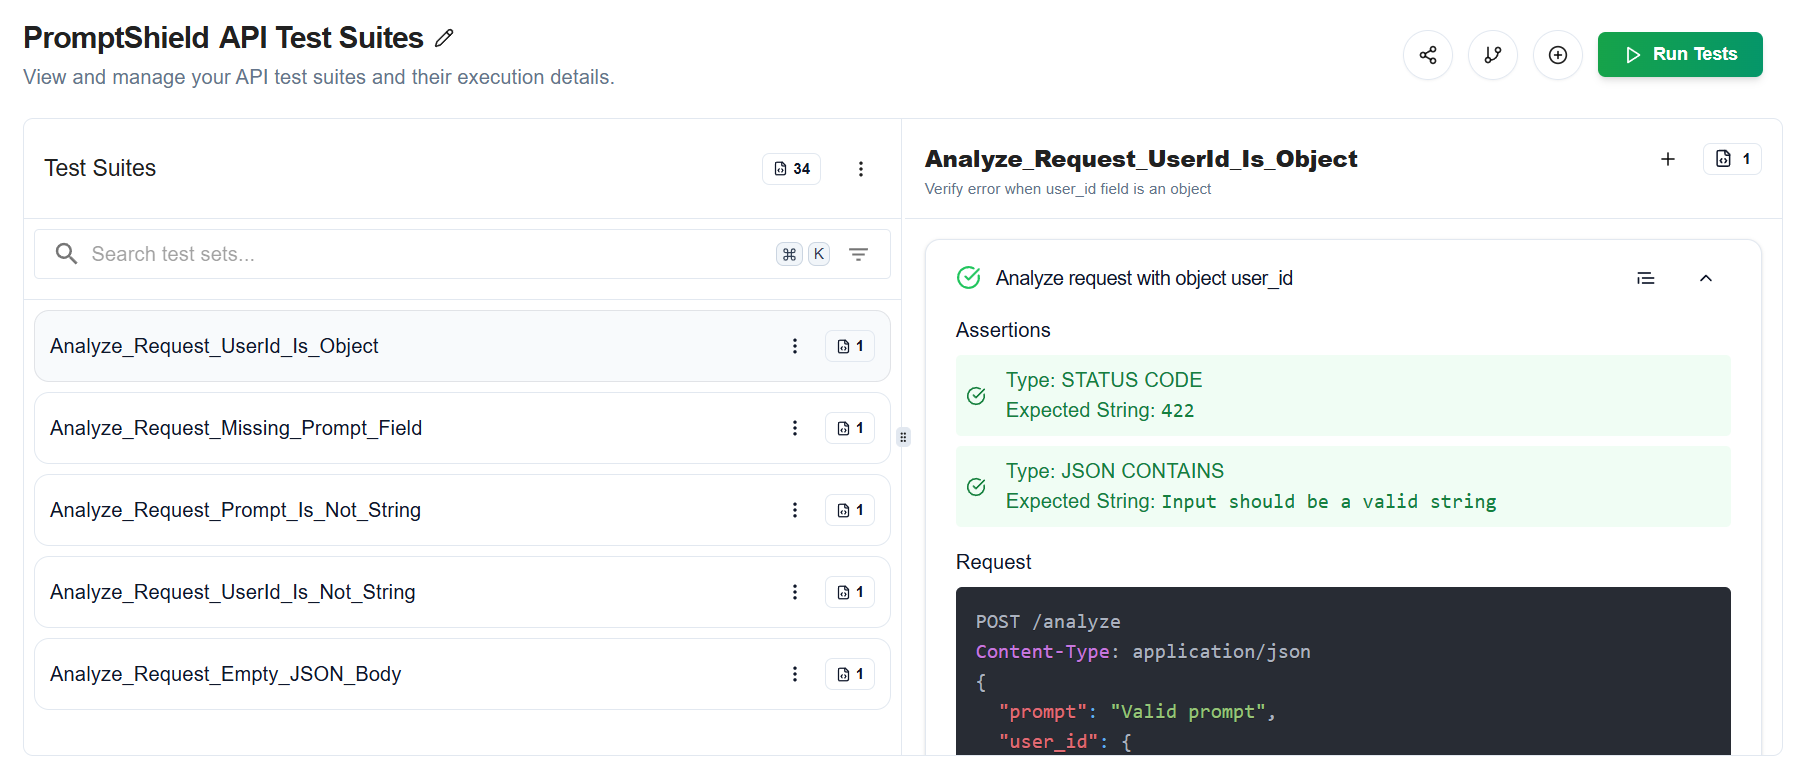 PromptShield API Test Suites
View and manage your API test suites and their execution details.
Run Tests
Test Suites
34
Search test sets...
⌘ K
Analyze_Request_UserId_Is_Object
1
Analyze_Request_Missing_Prompt_Field
1
Analyze_Request_Prompt_Is_Not_String
1
Analyze_Request_UserId_Is_Not_String
1
Analyze_Request_Empty_JSON_Body
1
Analyze_Request_UserId_Is_Object
1
Verify error when user_id field is an object
Analyze request with object user_id
Assertions
Type: STATUS CODE
Expected String: 422
Type: JSON CONTAINS
Expected String: Input should be a valid string
Request
POST /analyze
Content-Type: application/json
{
"prompt": "Valid prompt",
"user_id": {